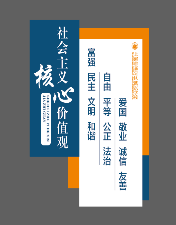 社会主义
核心价值观
富强 民主 文明 和谐
自由 平等 公正 法治
爱国 敬业 诚信 友善